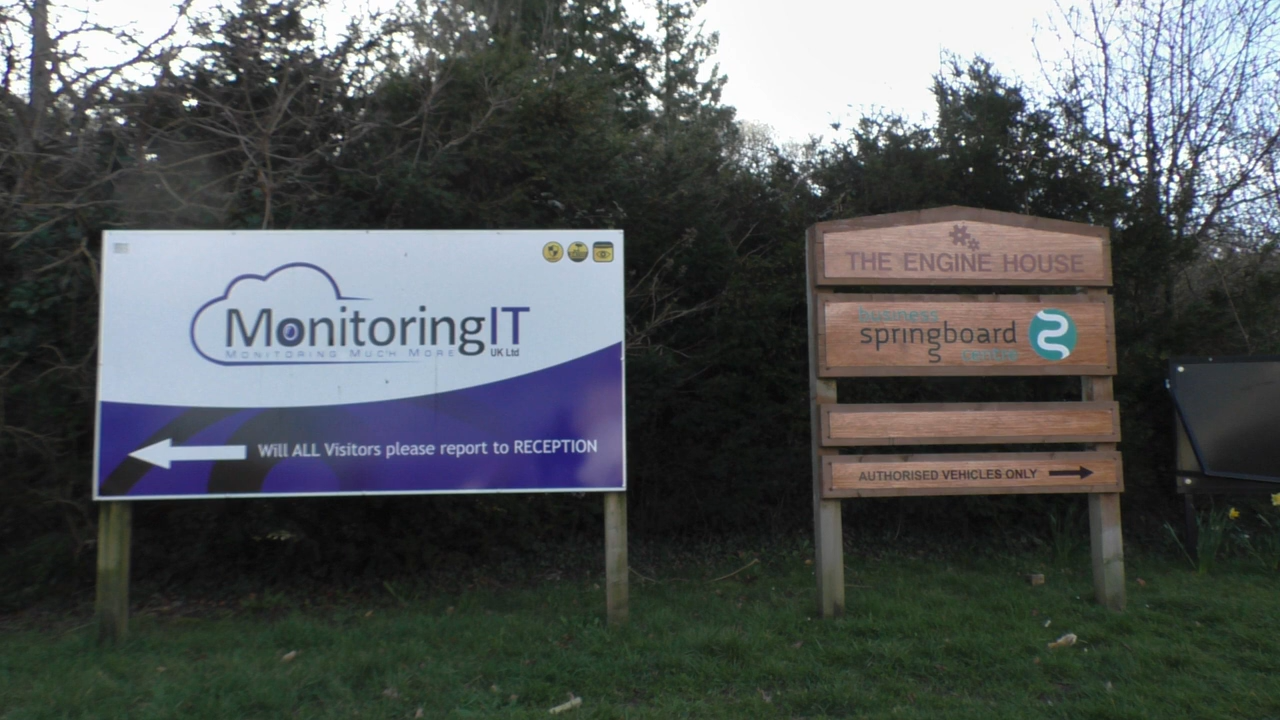 MonitoringIT
MONITORING MUCH MORE
UK Ltd
Will ALL Visitors please report to RECEPTION
THE ENGINE HOUSE
business
springboard
centre
AUTHORISED VEHICLES ONLY